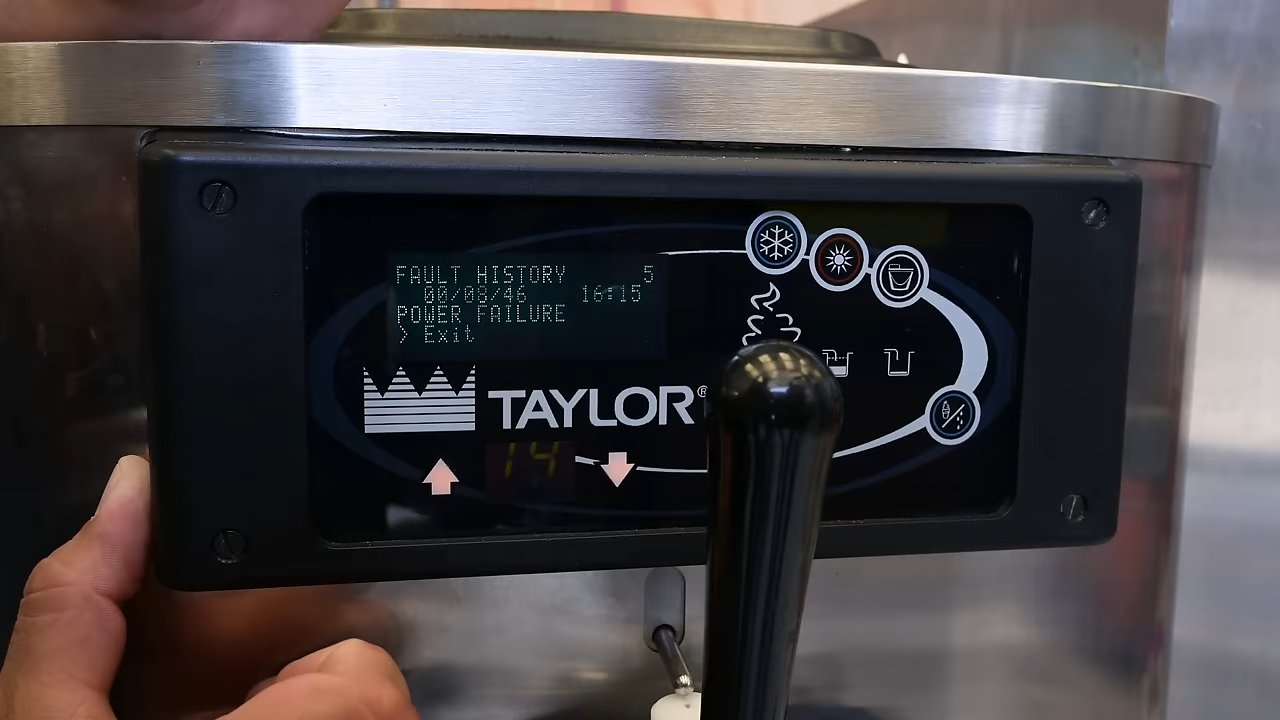 FAULT HISTORY 5
00/08/46 16:15
POWER FAILURE
> Exit
TAYLOR®
14